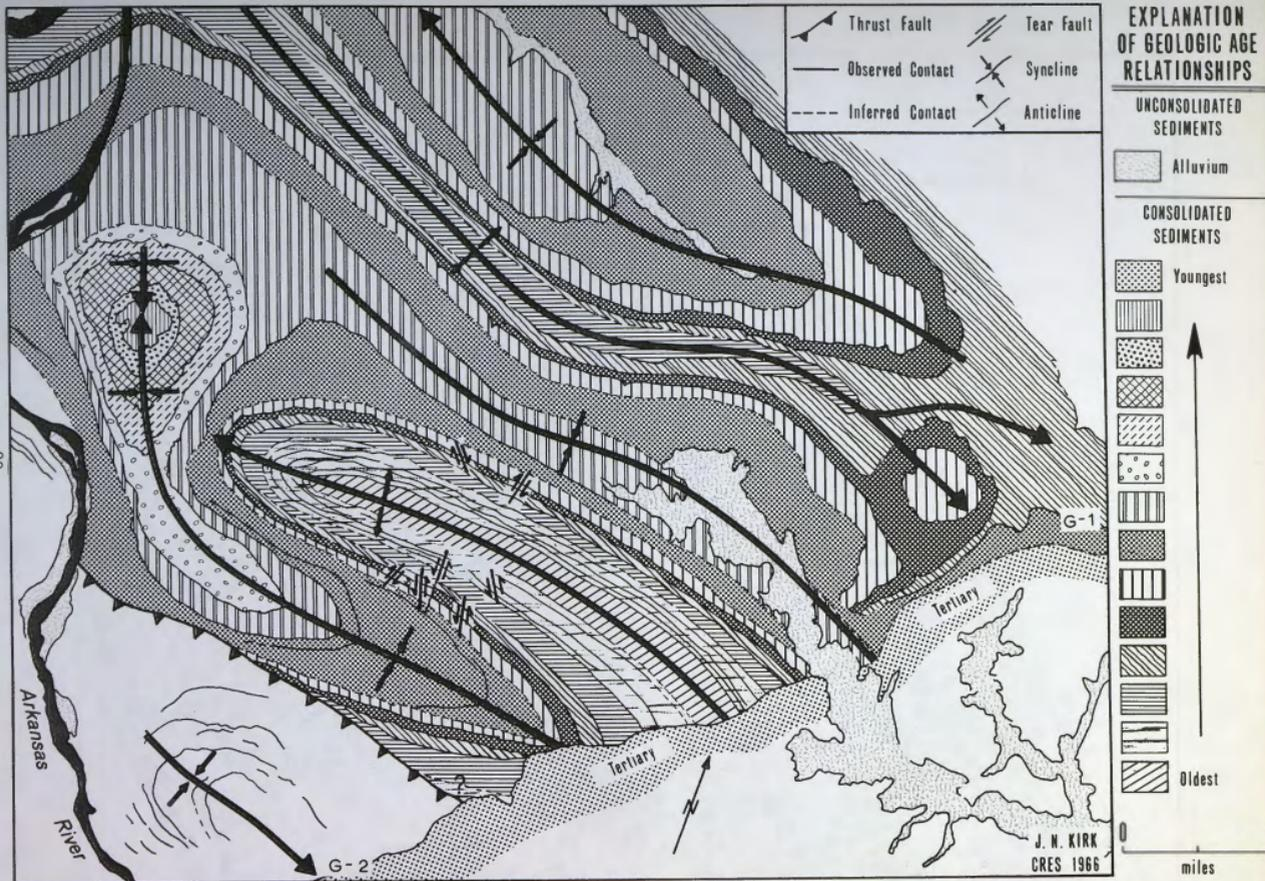 Thrust Fault
Tear Fault
Observed Contact
Syncline
Inferred Contact
Anticline
EXPLANATION
OF GEOLOGIC AGE
RELATIONSHIPS
UNCONSOLIDATED
SEDIMENTS
Alluvium
CONSOLIDATED
SEDIMENTS
Youngest
Oldest
0
miles
G-1
Tertiary
Tertiary
?
N
Arkansas
River
G-2
J. N. KIRK
CRES 1966